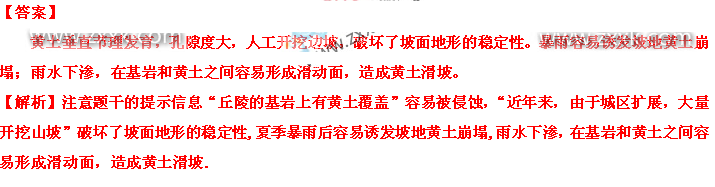 【答案】
黄土垂直节理发育，孔隙度大，人工开挖边坡，破坏了坡面地形的稳定性。暴雨容易诱发坡地黄土崩
塌；雨水下渗，在基岩和黄土之间容易形成滑动面，造成黄土滑坡。
【解析】注意题干的提示信息“丘陵的基岩上有黄土覆盖”容易被侵蚀，“近年来，由于城区扩展，大量
开挖山坡”破坏了坡面地形的稳定性,夏季暴雨后容易诱发坡地黄土崩塌,雨水下渗，在基岩和黄土之间容
易形成滑动面，造成黄土滑坡.